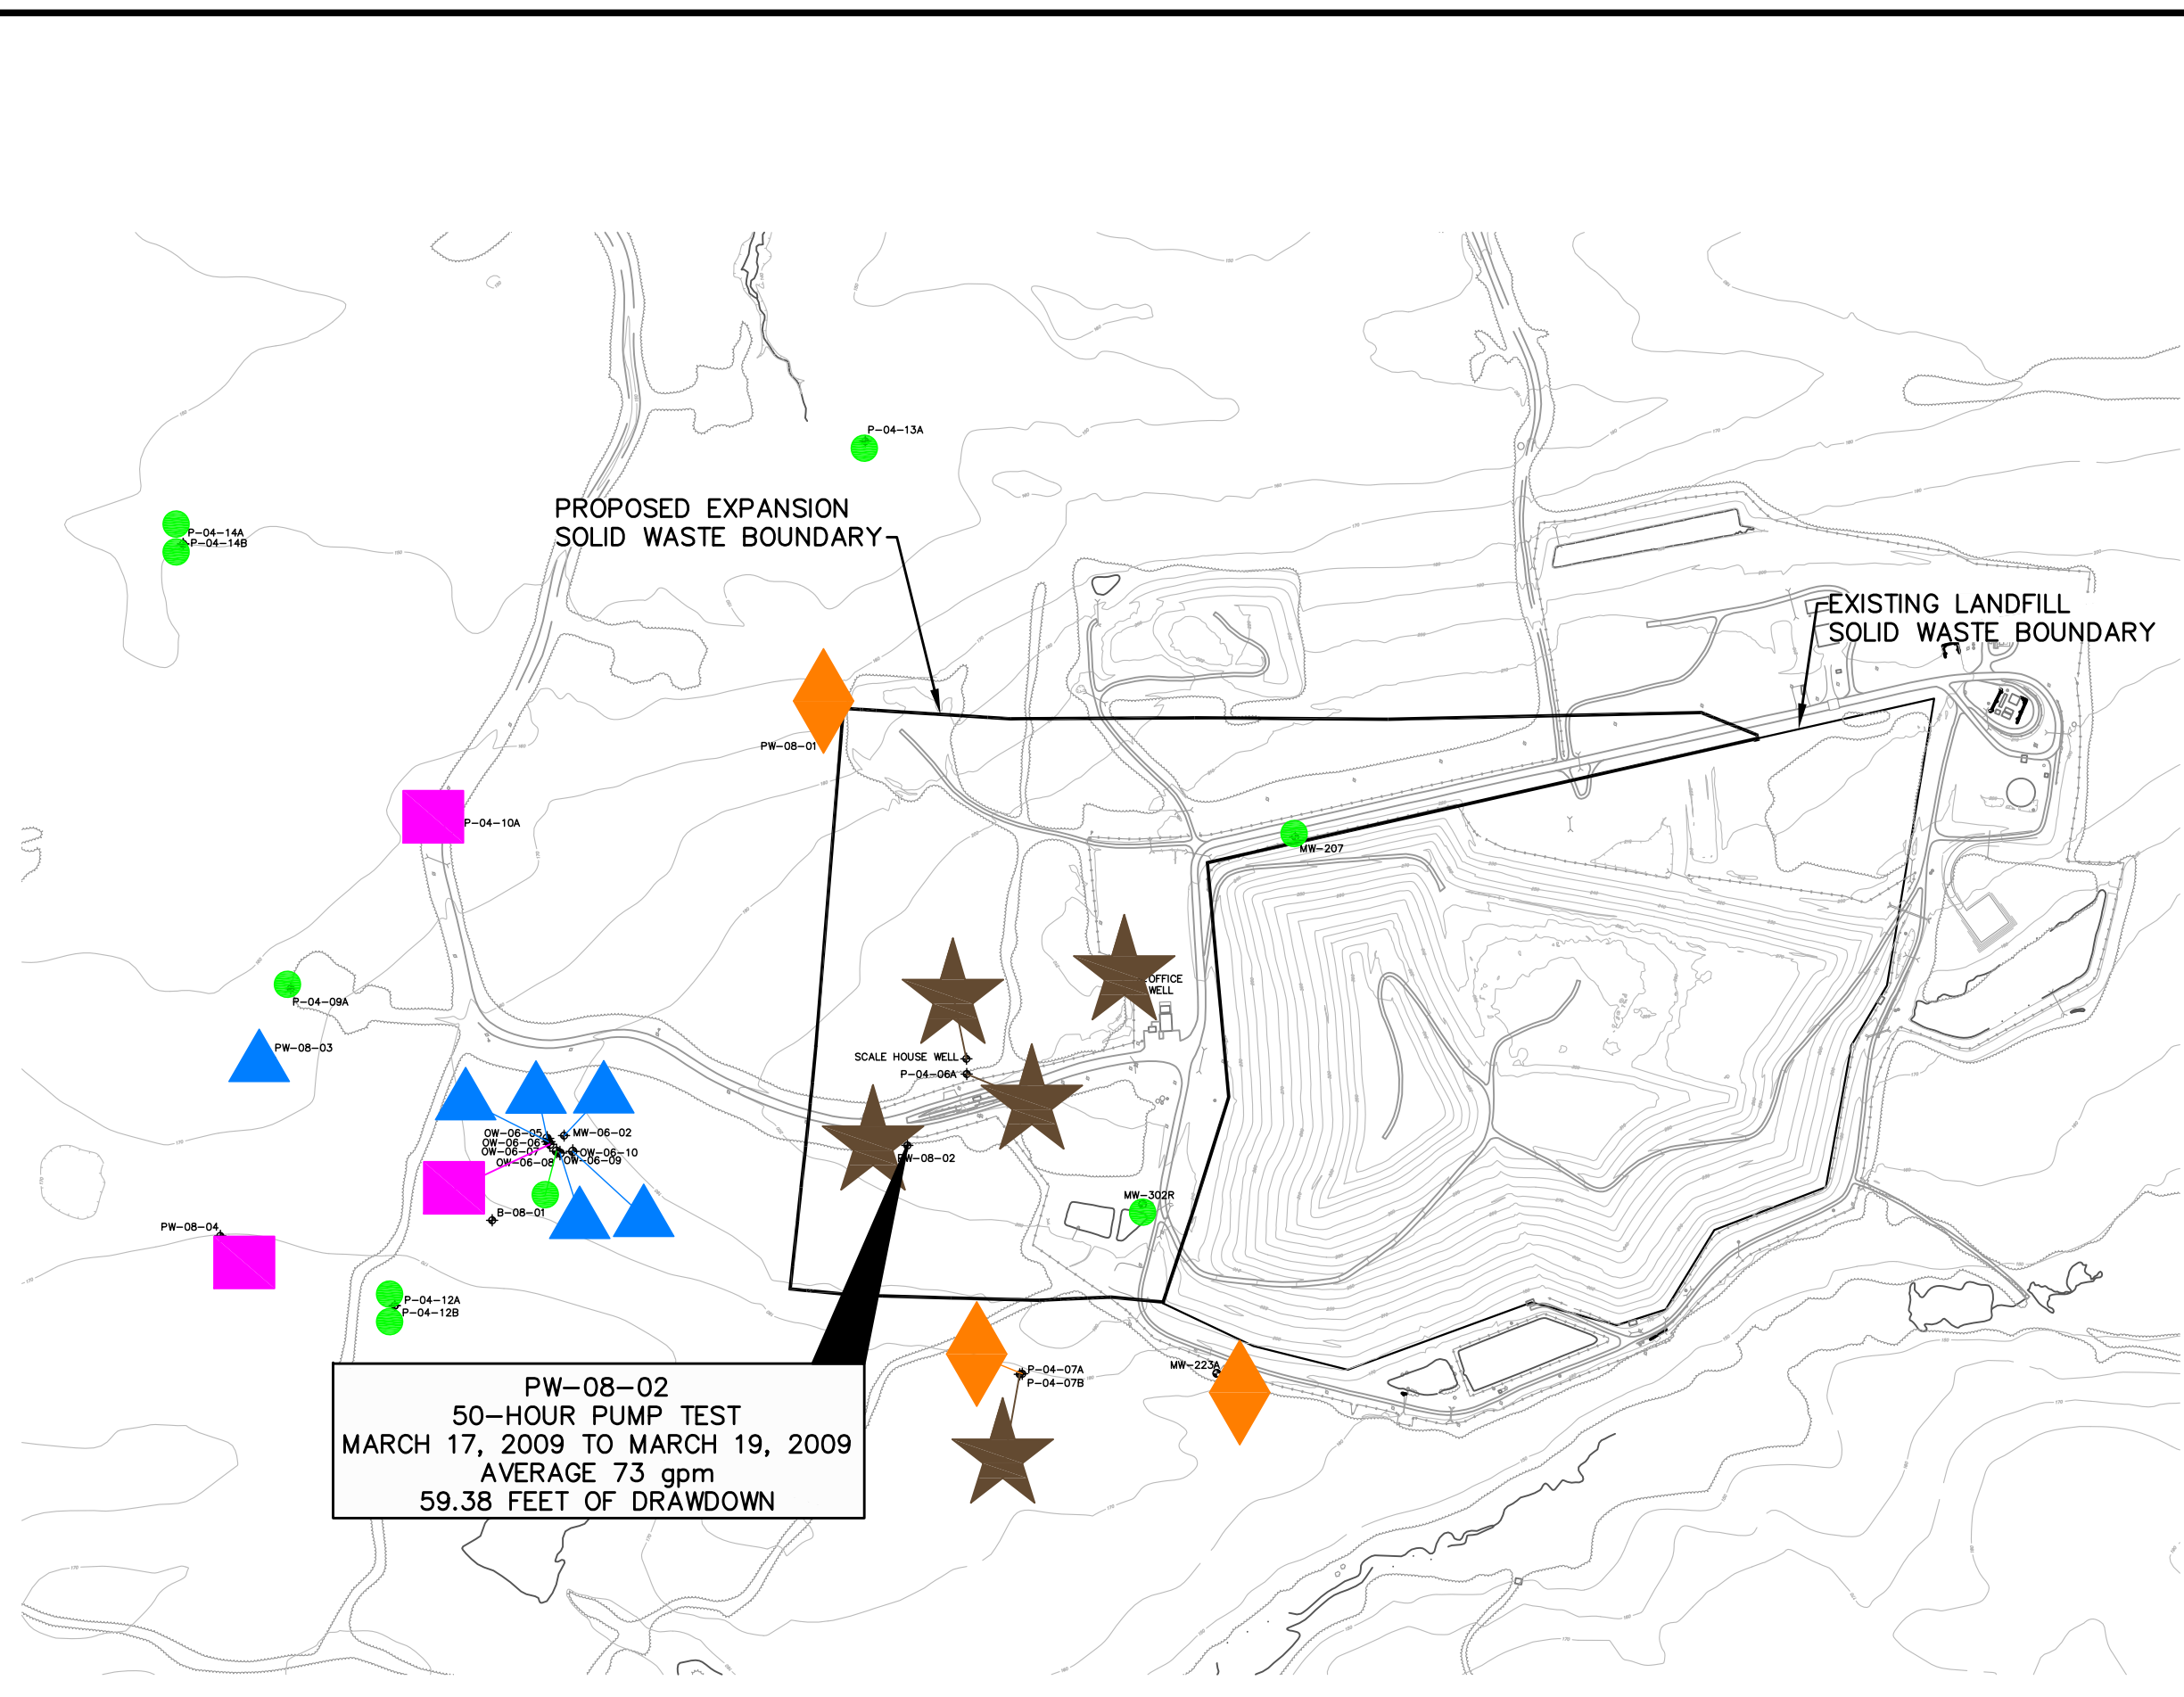 P-04-13A
PROPOSED EXPANSION
SOLID WASTE BOUNDARY
P-04-14A
P-04-14B
EXISTING LANDFILL
SOLID WASTE BOUNDARY
PW-08-01
P-04-10A
MW-207
OFFICE
WELL
P-04-09A
PW-08-03
SCALE HOUSE WELL
P-04-06A
OW-06-05
MW-06-02
OW-06-06
OW-06-07
OW-06-10
OW-06-08
OW-06-09
PW-08-02
MW-302R
B-08-01
PW-08-04
P-04-12A
P-04-12B
MW-223A
P-04-07A
P-04-07B
PW-08-02
50-HOUR PUMP TEST
MARCH 17, 2009 TO MARCH 19, 2009
AVERAGE 73 gpm
59.38 FEET OF DRAWDOWN